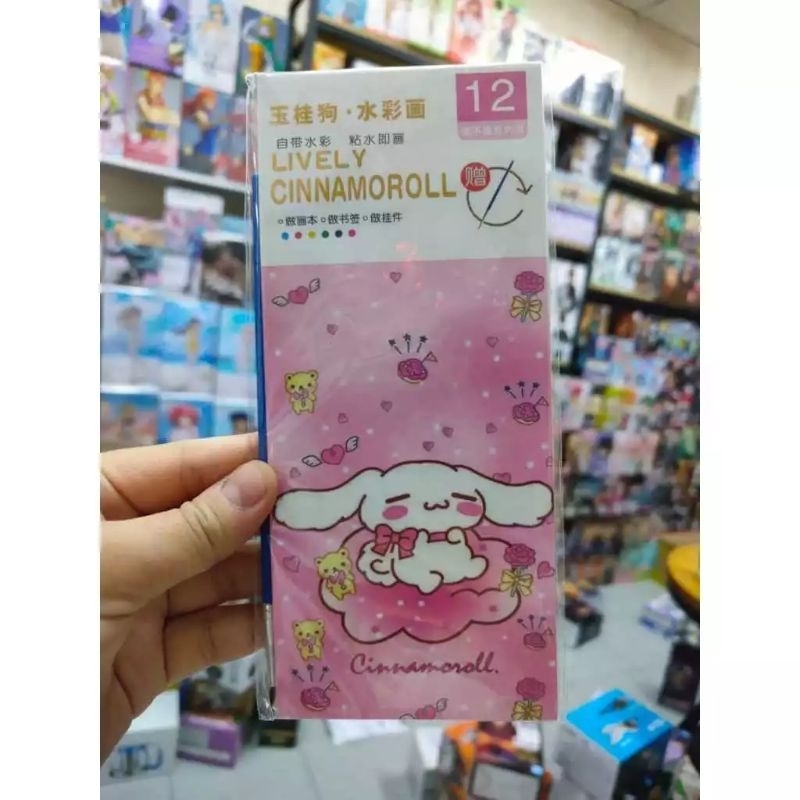 玉桂狗·水彩画
12
自带水彩 粘水即画
LIVELY
CINNAMOROLL
赠
做画本 做书签 做挂件
Cinnamoroll.